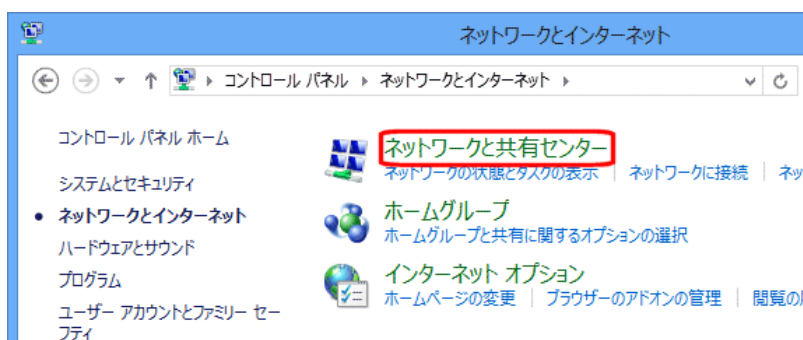 ネットワークとインターネット
コントロール パネル ネットワークとインターネット
コントロール パネル ホーム
システムとセキュリティ
ネットワークとインターネット
ハードウェアとサウンド
プログラム
ユーザー アカウントとファミリー セー
フティ
ネットワークと共有センター
ネットワークの状態とタスクの表示 ネットワークに接続 ネッ
ホームグループ
ホームグループと共有に関するオプションの選択
インターネット オプション
ホームページの変更 ブラウザーのアドオンの管理 閲覧の